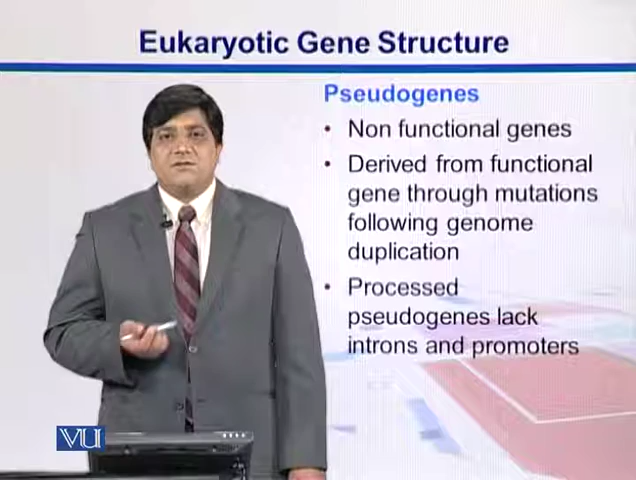 Eukaryotic Gene Structure
Pseudogenes
• Non functional genes
• Derived from functional
gene through mutations
following genome
duplication
• Processed
pseudogenes lack
introns and promoters
VU